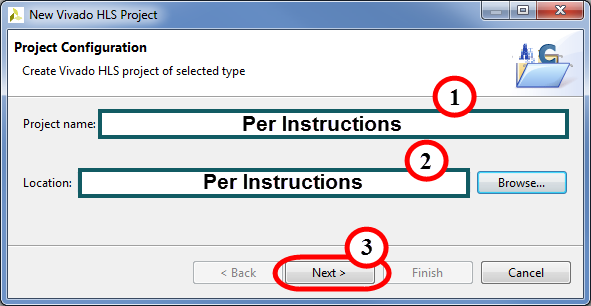 New Vivado HLS Project
Project Configuration
Create Vivado HLS project of selected type
1
Project name: Per Instructions
2
Location: Per Instructions Browse...
3
< Back Next > Finish Cancel